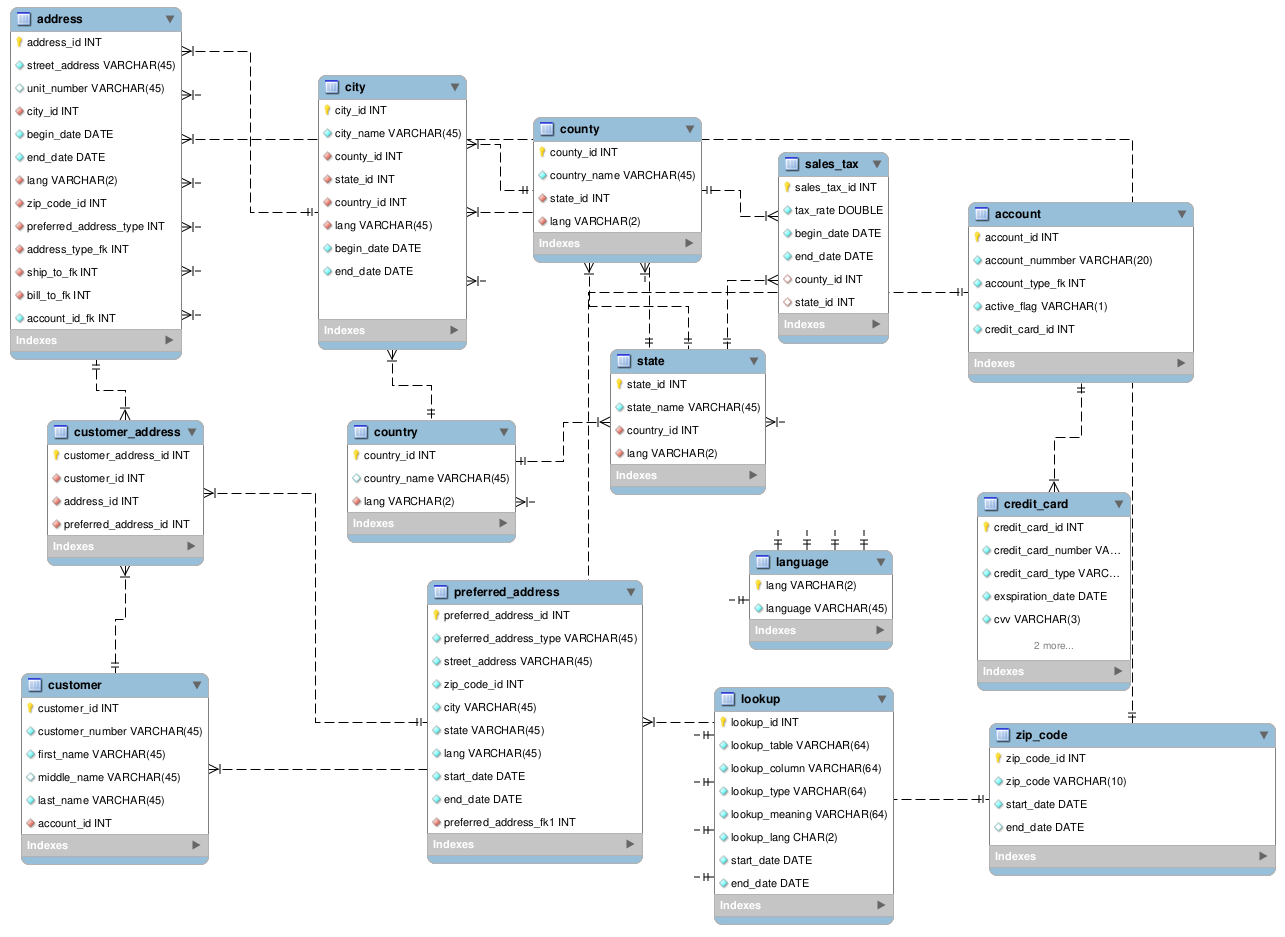 address
address_id INT
street_address VARCHAR(45)
unit_number VARCHAR(45)
city_id INT
begin_date DATE
end_date DATE
lang VARCHAR(2)
zip_code_id INT
preferred_address_type INT
address_type_fk INT
ship_to_fk INT
bill_to_fk INT
account_id_fk INT
Indexes
city
city_id INT
city_name VARCHAR(45)
county_id INT
state_id INT
country_id INT
lang VARCHAR(45)
begin_date DATE
end_date DATE
Indexes
county
county_id INT
country_name VARCHAR(45)
state_id INT
lang VARCHAR(2)
Indexes
sales_tax
sales_tax_id INT
tax_rate DOUBLE
begin_date DATE
end_date DATE
county_id INT
state_id INT
Indexes
account
account_id INT
account_nummber VARCHAR(20)
account_type_fk INT
active_flag VARCHAR(1)
credit_card_id INT
Indexes
state
state_id INT
state_name VARCHAR(45)
country_id INT
lang VARCHAR(2)
Indexes
customer_address
customer_address_id INT
customer_id INT
address_id INT
preferred_address_id INT
Indexes
country
country_id INT
country_name VARCHAR(45)
lang VARCHAR(2)
Indexes
credit_card
credit_card_id INT
credit_card_number VA...
credit_card_type VARC...
exspiration_date DATE
cvv VARCHAR(3)
2 more...
Indexes
language
lang VARCHAR(2)
language VARCHAR(45)
Indexes
preferred_address
preferred_address_id INT
preferred_address_type VARCHAR(45)
street_address VARCHAR(45)
zip_code_id INT
city VARCHAR(45)
state VARCHAR(45)
lang VARCHAR(45)
start_date DATE
end_date DATE
preferred_address_fk1 INT
Indexes
customer
customer_id INT
customer_number VARCHAR(45)
first_name VARCHAR(45)
middle_name VARCHAR(45)
last_name VARCHAR(45)
account_id INT
Indexes
lookup
lookup_id INT
lookup_table VARCHAR(64)
lookup_column VARCHAR(64)
lookup_type VARCHAR(64)
lookup_meaning VARCHAR(64)
lookup_lang CHAR(2)
start_date DATE
end_date DATE
Indexes
zip_code
zip_code_id INT
zip_code VARCHAR(10)
start_date DATE
end_date DATE
Indexes